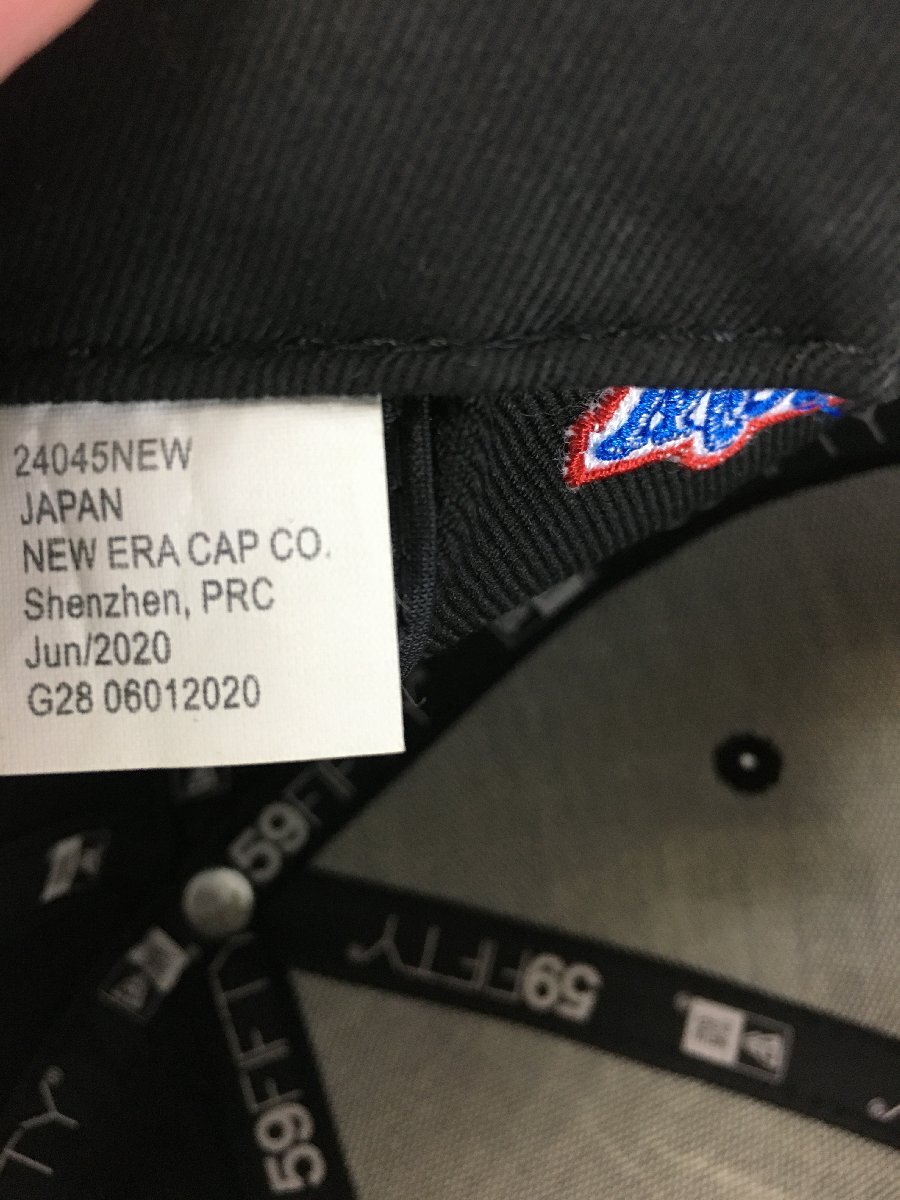 24045NEW
JAPAN
NEW ERA CAP CO.
Shenzhen, PRC
Jun/2020
G28 06012020
59FIFTY
59FIFTY
59FIFTY